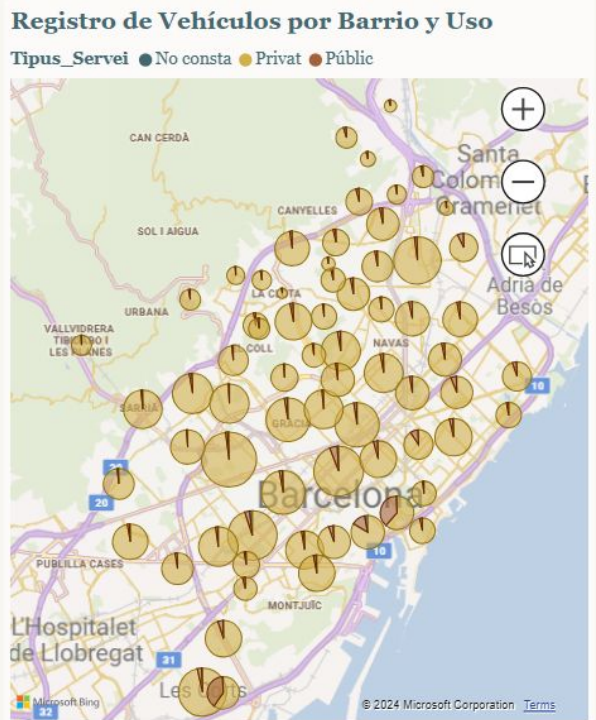 Registro de Vehículos por Barrio y Uso
Tipus_Servei No consta Privat Públic
CAN CERDÀ
Santa
Coloma
Gramenet
CANYELLES
SOL I AIGUA
LA CLOTA
Adrià de
Besòs
URBANA
VALLVIDRERA
TIBIDABO I
LES PLANES
EL COLL
NAVAS
10
SARRIÀ
GRÀCIA
20
Barcelona
10
PUBILLA CASES
MONTJUÏC
L'Hospitalet
de Llobregat
31
Les Corts
Microsoft Bing
© 2024 Microsoft Corporation Terms
32